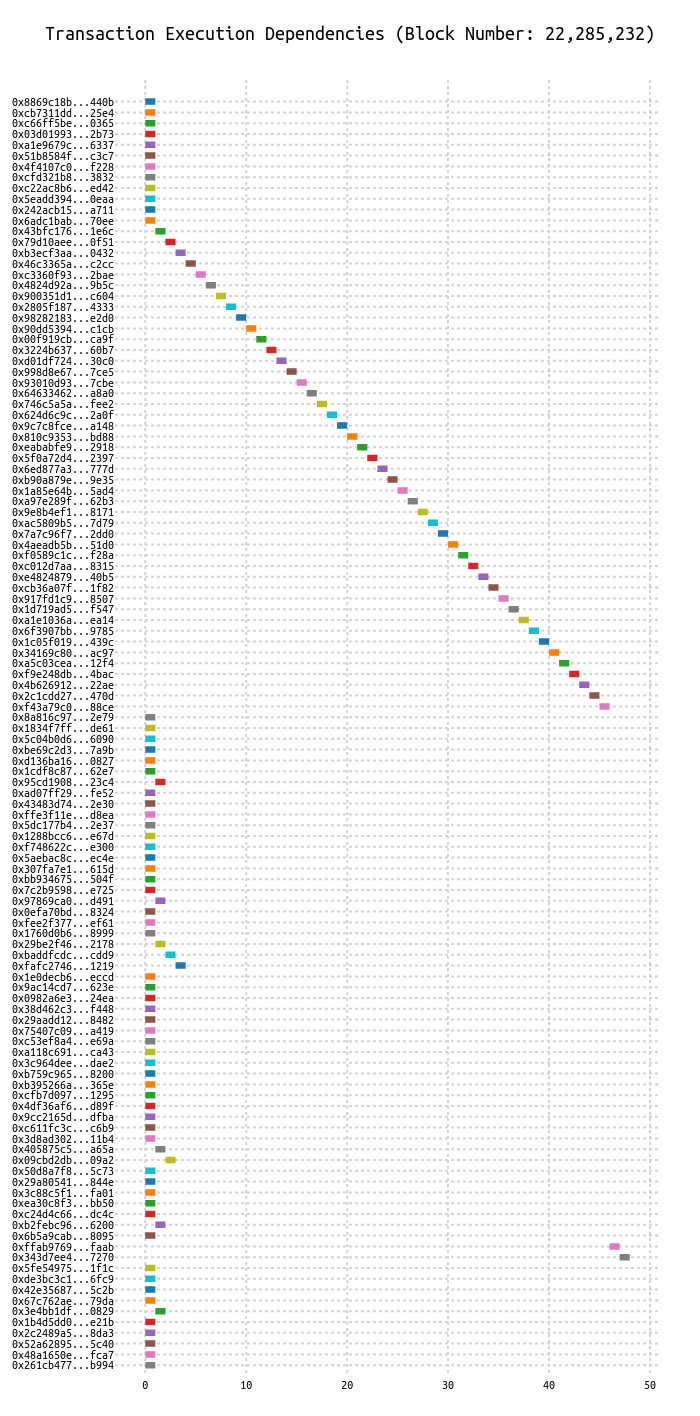 Transaction Execution Dependencies (Block Number: 22,285,232)
0x8869c18b...440b
0xcb7311dd...25e4
0xc66ff5be...0365
0x03d01993...2b73
0xa1e9679c...6337
0x51b8584f...c3c7
0x4f4107c0...f228
0xcfd321b8...3832
0xc22ac8b6...ed42
0x5eadd394...0eaa
0x242acb15...a711
0x6adc1bab...70ee
0x43bfc176...1e6c
0x79d10aee...0f51
0xb3ecf3aa...0432
0x46c3365a...c2cc
0xc3360f93...2bae
0x4824d92a...9b5c
0x900351d1...c604
0x2805f187...4333
0x98282183...e2d0
0x90dd5394...c1cb
0x00f919cb...ca9f
0x3224b637...60b7
0xd01df724...30c0
0x998d8e67...7ce5
0x93010d93...7cbe
0x64633462...a8a0
0x746c5a5a...fee2
0x624d6c9c...2a0f
0x9c7c8fce...a148
0x810c9353...bd88
0xeababfe9...2918
0x5f0a72d4...2397
0x6ed877a3...777d
0xb90a879e...9e35
0x1a85e64b...5ad4
0xa97e289f...62b3
0x9e8b4ef1...8171
0xac5809b5...7d79
0x7a7c96f7...2dd0
0x4aeadb5b...51d0
0xf0589c1c...f28a
0xc012d7aa...8315
0xe4824879...40b5
0xcb36a07f...1f82
0x917fd1c9...8507
0x1d719ad5...f547
0xa1e1036a...ea14
0x6f3907bb...9785
0x1c05f019...439c
0x34169c80...ac97
0xa5c03cea...12f4
0xf9e248db...4bac
0x4b626912...22ae
0x2c1cdd27...470d
0xf43a79c0...88ce
0x8a816c97...2e79
0x1834f7ff...de61
0x5c04b0d6...6090
0xbe69c2d3...7a9b
0xd136ba16...0827
0x1cdf8c87...62e7
0x95cd1908...23c4
0xad07ff29...fe52
0x43483d74...2e30
0xffe3f11e...d8ea
0x5dc177b4...2e37
0x1288bcc6...e67d
0xf748622c...e300
0x5aebac8c...ec4e
0x307fa7e1...615d
0xbb934675...504f
0x7c2b9598...e725
0x97869ca0...d491
0x0efa70bd...8324
0xfee2f377...ef61
0x1760d0b6...8999
0x29be2f46...2178
0xbaddfcdc...cdd9
0xfafc2746...1219
0x1e0decb6...eccd
0x9ac14cd7...623e
0x0982a6e3...24ea
0x38d462c3...f448
0x29aadd12...8482
0x75407c09...a419
0xc53ef8a4...e69a
0xa118c691...ca43
0x3c964dee...dae2
0xb759c965...8200
0xb395266a...365e
0xcfb7d097...1295
0x4df36af6...d89f
0x9cc2165d...dfba
0xc611fc3c...c6b9
0x3d8ad302...11b4
0x405875c5...a65a
0x09cbd2db...09a2
0x50d8a7f8...5c73
0x29a80541...844e
0x3c88c5f1...fa01
0xea30c8f3...bb50
0xc24d4c66...dc4c
0xb2febc96...6200
0x6b5a9cab...8095
0xffab9769...faab
0x343d7ee4...7270
0x5fe54975...1f1c
0xde3bc3c1...6fc9
0x42e35687...5c2b
0x67c762ae...79da
0x3e4bb1df...0829
0x1b4d5dd0...e21b
0x2c2489a5...8da3
0x52a62895...5c40
0x48a1650e...fca7
0x261cb477...b994
0 10 20 30 40 50